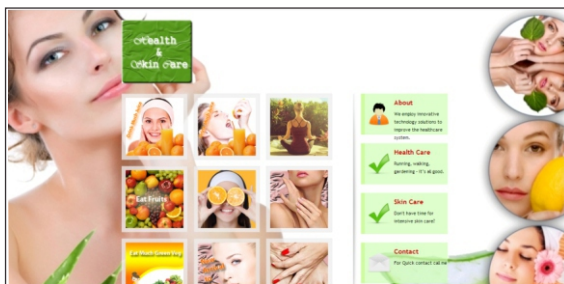 Health
&
Skin Care
Eat Fruits
About
We employ innovative
technology solutions to
improve the healthcare
system.
Health Care
Running, walking,
gardening - it's all good.
Skin Care
Don't have time for
intensive skin care?
Contact
For Quick contact call me